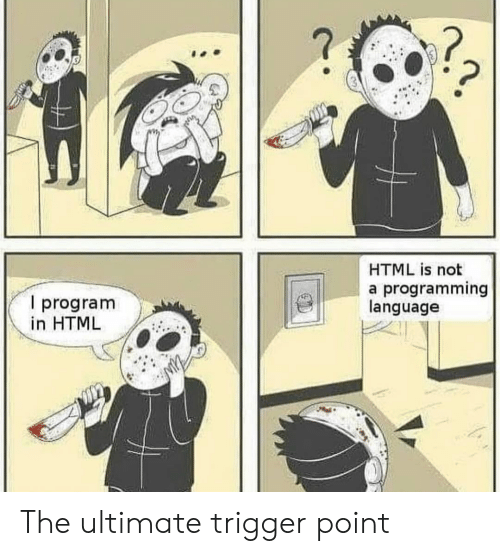 ...
? ? ?
I program
in HTML
HTML is not
a programming
language
The ultimate trigger point